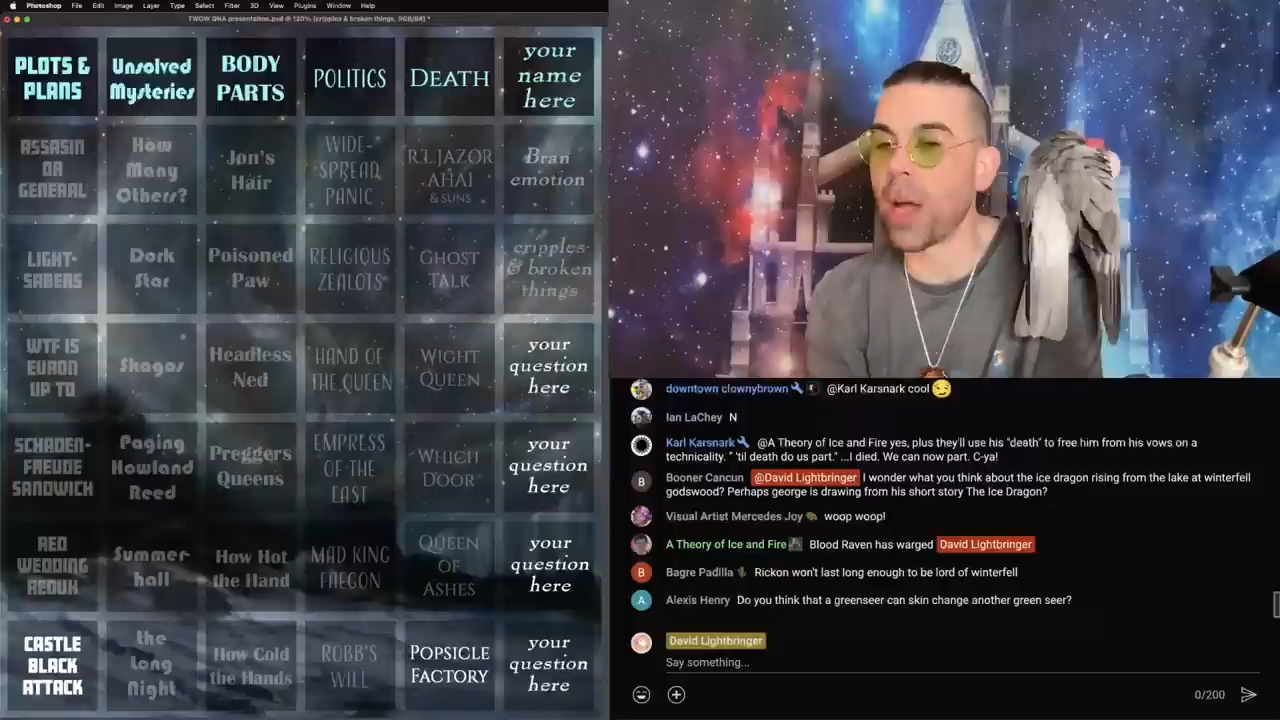 Photoshop File Edit Image Layer Type Select Filter 3D View Plugins Window Help
TWOW QNA presentation.psd @ 120% (cripples & broken things, RGB/8#) *
PLOTS &
PLANS
Unsolved
Mysteries
BODY
PARTS
POLITICS
DEATH
your
name
here
ASSASIN
OR
GENERAL
How
Many
Others?
Jon's
Hair
WIDE-
SPREAD
PANIC
R.L.JAZOR
AHAI
& SUNS
Bran
emotion
LIGHT-
SABERS
Dork
Star
Poisoned
Paw
RELIGIOUS
ZEALOTS
GHOST
TALK
cripples
& broken
things
WTF IS
EURON
UP TO
Skagos
Headless
Ned
HAND OF
THE QUEEN
WIGHT
QUEEN
your
question
here
SCHADEN-
FREUDE
SANDWICH
Paging
Howland
Reed
Preggers
Queens
EMPRESS
OF THE
EAST
WHICH
DOOR
your
question
here
RED
WEDDING
REDUX
Summer-
hall
How Hot
the Hand
MAD KING
FAEGON
QUEEN
OF
ASHES
your
question
here
CASTLE
BLACK
ATTACK
the
Long
Night
How Cold
the Hands
ROBB'S
WILL
POPSICLE
FACTORY
your
question
here
downtown clownybrown @Karl Karsnark cool
Ian LaChey N
Karl Karsnark @A Theory of Ice and Fire yes, plus they'll use his "death" to free him from his vows on a
technicality. " 'til death do us part." ...I died. We can now part. C-ya!
Booner Cancun @David Lightbringer I wonder what you think about the ice dragon rising from the lake at winterfell
godswood? Perhaps george is drawing from his short story The Ice Dragon?
Visual Artist Mercedes Joy woop woop!
A Theory of Ice and Fire Blood Raven has warged David Lightbringer
B Bagre Padilla Rickon won't last long enough to be lord of winterfell
A Alexis Henry Do you think that a greenseer can skin change another green seer?
David Lightbringer
Say something...
0/200